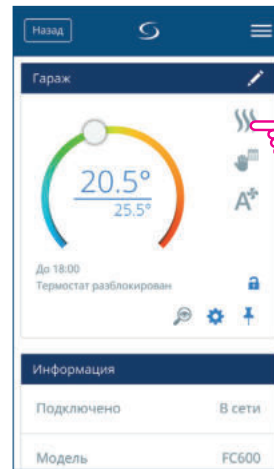 Назад
Гараж
20.5°
25.5°
A
До 18:00
Термостат разблокирован
Информация
Подключено В сети
Модель FC600